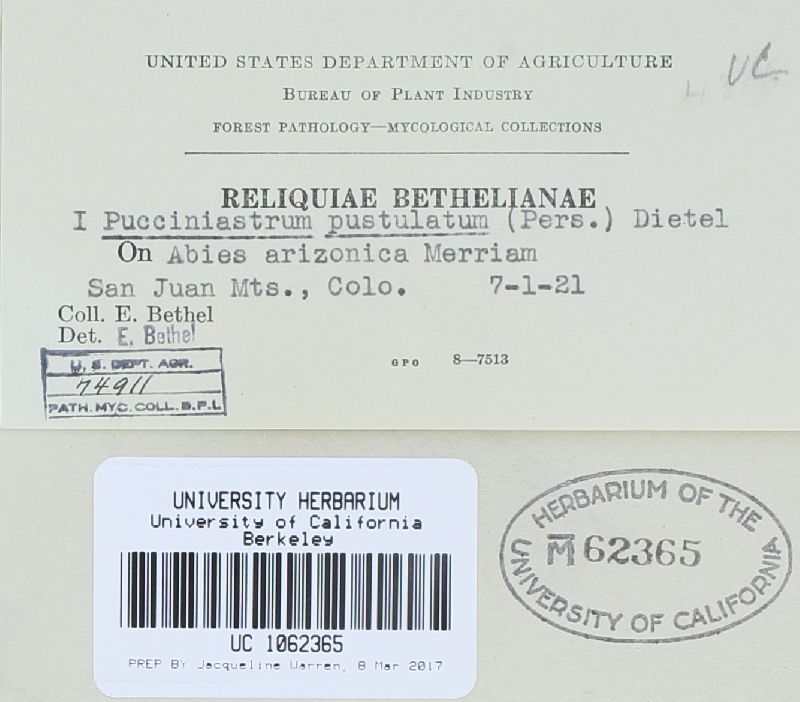 UC
UNITED STATES DEPARTMENT OF AGRICULTURE
BUREAU OF PLANT INDUSTRY
FOREST PATHOLOGY—MYCOLOGICAL COLLECTIONS
RELIQUIAE BETHELIANAE
I Pucciniastrum pustulatum (Pers.) Dietel
On Abies arizonica Merriam
San Juan Mts., Colo. 7-1-21
Coll. E. Bethel
Det. E. Bethel
GPO 8—7513
U. S. DEPT. AGR.
74911
PATH. MYC. COLL. B.P.I.
UNIVERSITY HERBARIUM
University of California
Berkeley
UC 1062365
PREP BY Jacqueline Warren, 8 Mar 2017
HERBARIUM OF THE
M 62365
UNIVERSITY OF CALIFORNIA